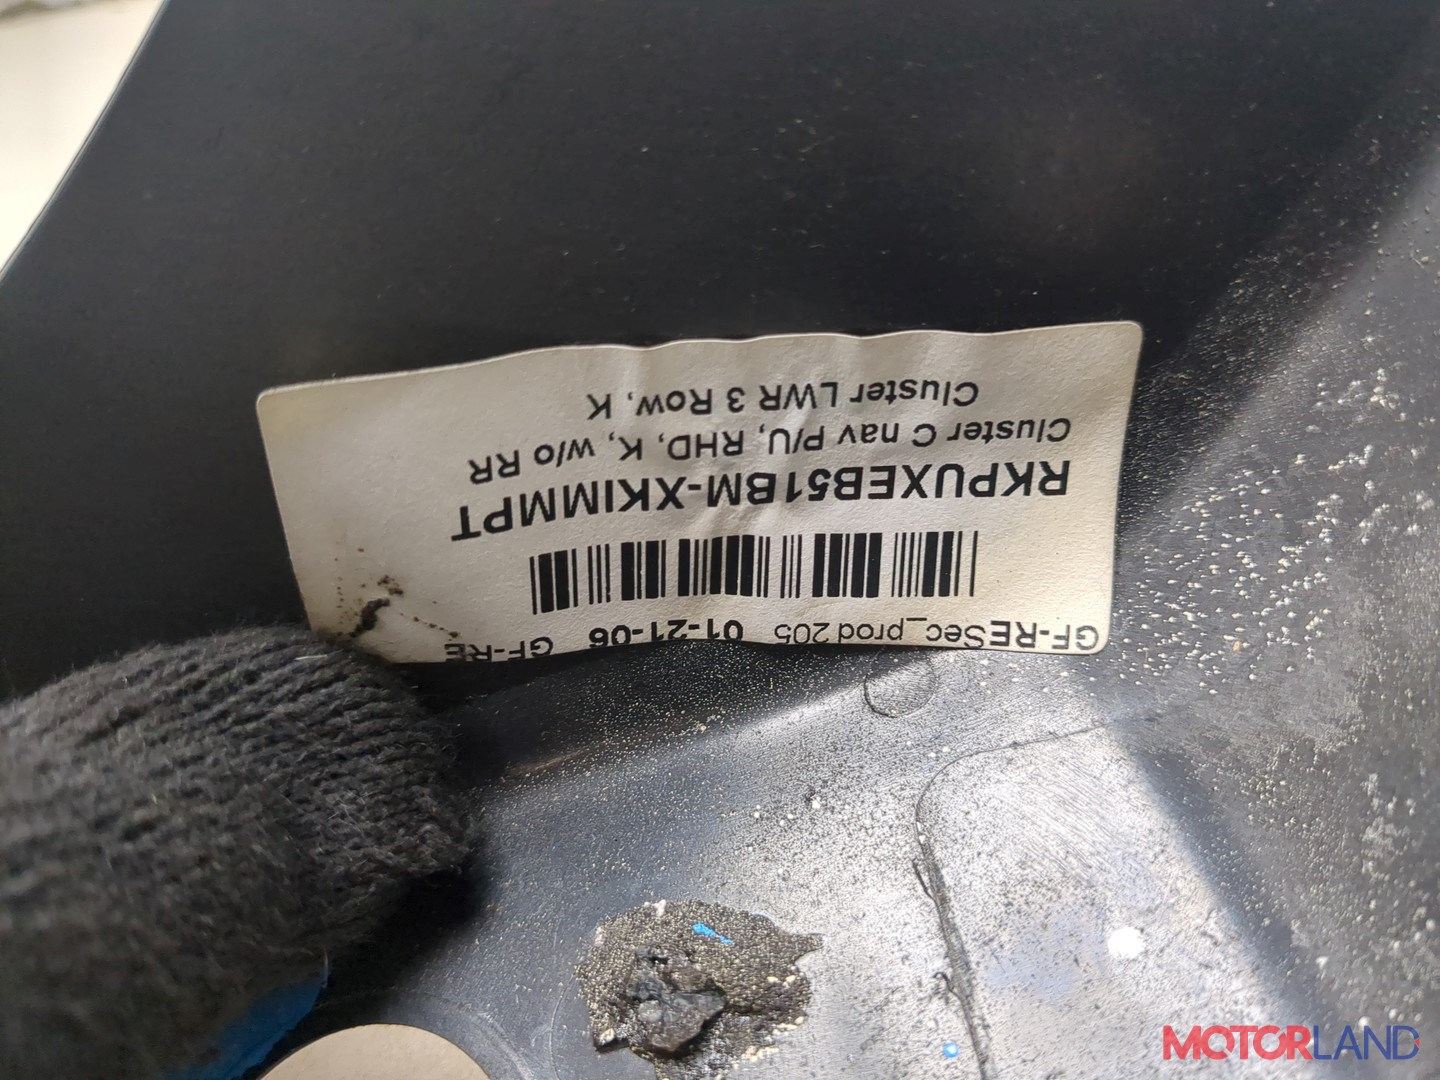 GF-RESec_prod 205 01-21-06 GF-RE
RKPUXEB51BM-XKIMMPT
Cluster C nav P/U, RHD, K, w/o RR
Cluster LWR 3 Row, K
MOTORLAND